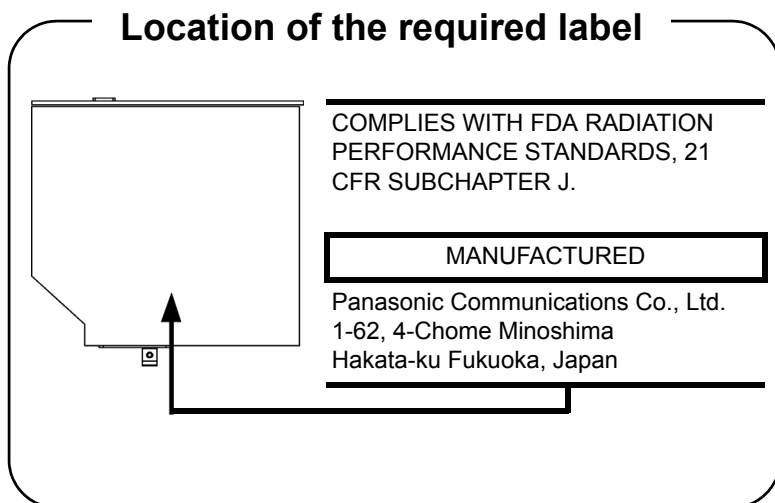 Location of the required label
COMPLIES WITH FDA RADIATION
PERFORMANCE STANDARDS, 21
CFR SUBCHAPTER J.
MANUFACTURED
Panasonic Communications Co., Ltd.
1-62, 4-Chome Minoshima
Hakata-ku Fukuoka, Japan